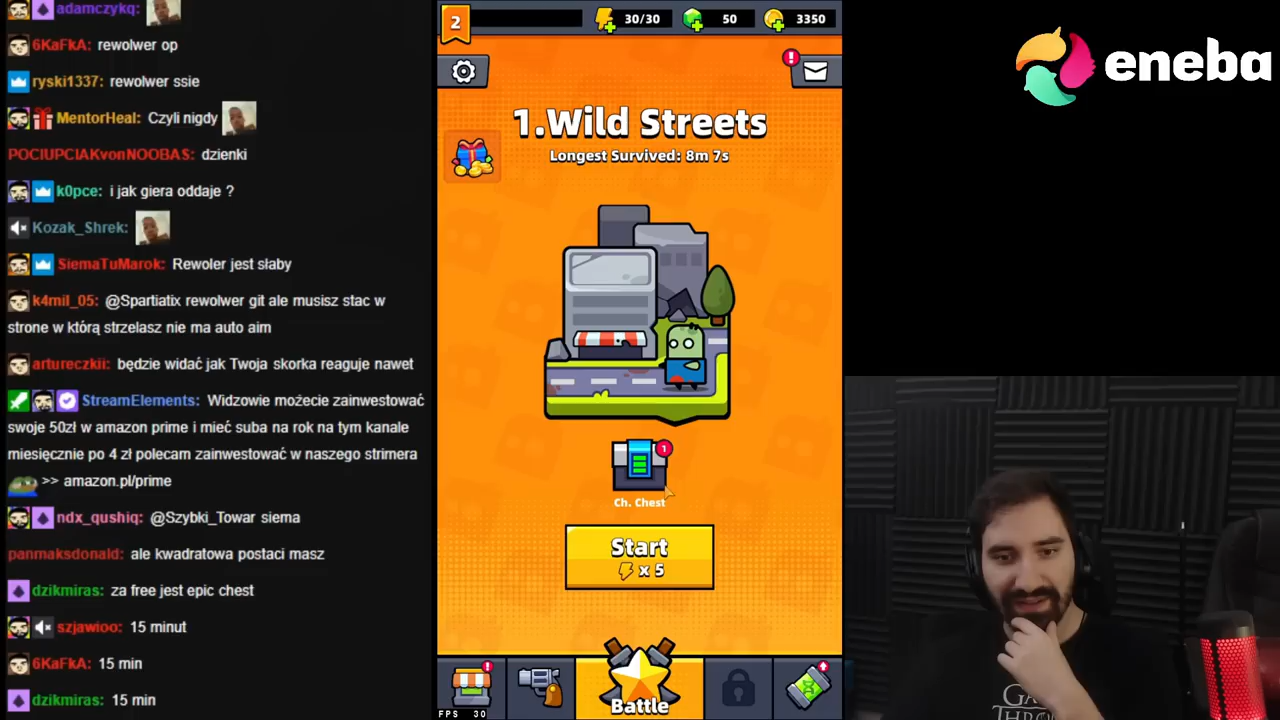 adamczykq:
6KaFkA: rewolwer op
ryski1337: rewolwer ssie
MentorHeal: Czyli nigdy
POCIUPCIAKvonNOOBAS: dzienki
k0pce: i jak giera oddaje ?
Kozak_Shrek:
SiemaTuMarok: Rewoler jest słaby
k4mil_05: @Spartiatix rewolwer git ale musisz stac w
strone w którą strzelasz nie ma auto aim
artureczkii: będzie widać jak Twoja skorka reaguje nawet
StreamElements: Widzowie możecie zainwestować
swoje 50zł w amazon prime i mieć suba na rok na tym kanale
miesięcznie po 4 zł polecam zainwestować w naszego strimera
>> amazon.pl/prime
ndx_qushiq: @Szybki_Towar siema
panmaksdonald: ale kwadratowa postaci masz
dzikmiras: za free jest epic chest
szjawioo: 15 minut
6KaFkA: 15 min
dzikmiras: 15 min
2
30/30
50
3350
1.Wild Streets
Longest Survived: 8m 7s
1
Ch. Chest
Start
x 5
Battle
FPS 30
eneba
GA
THRON